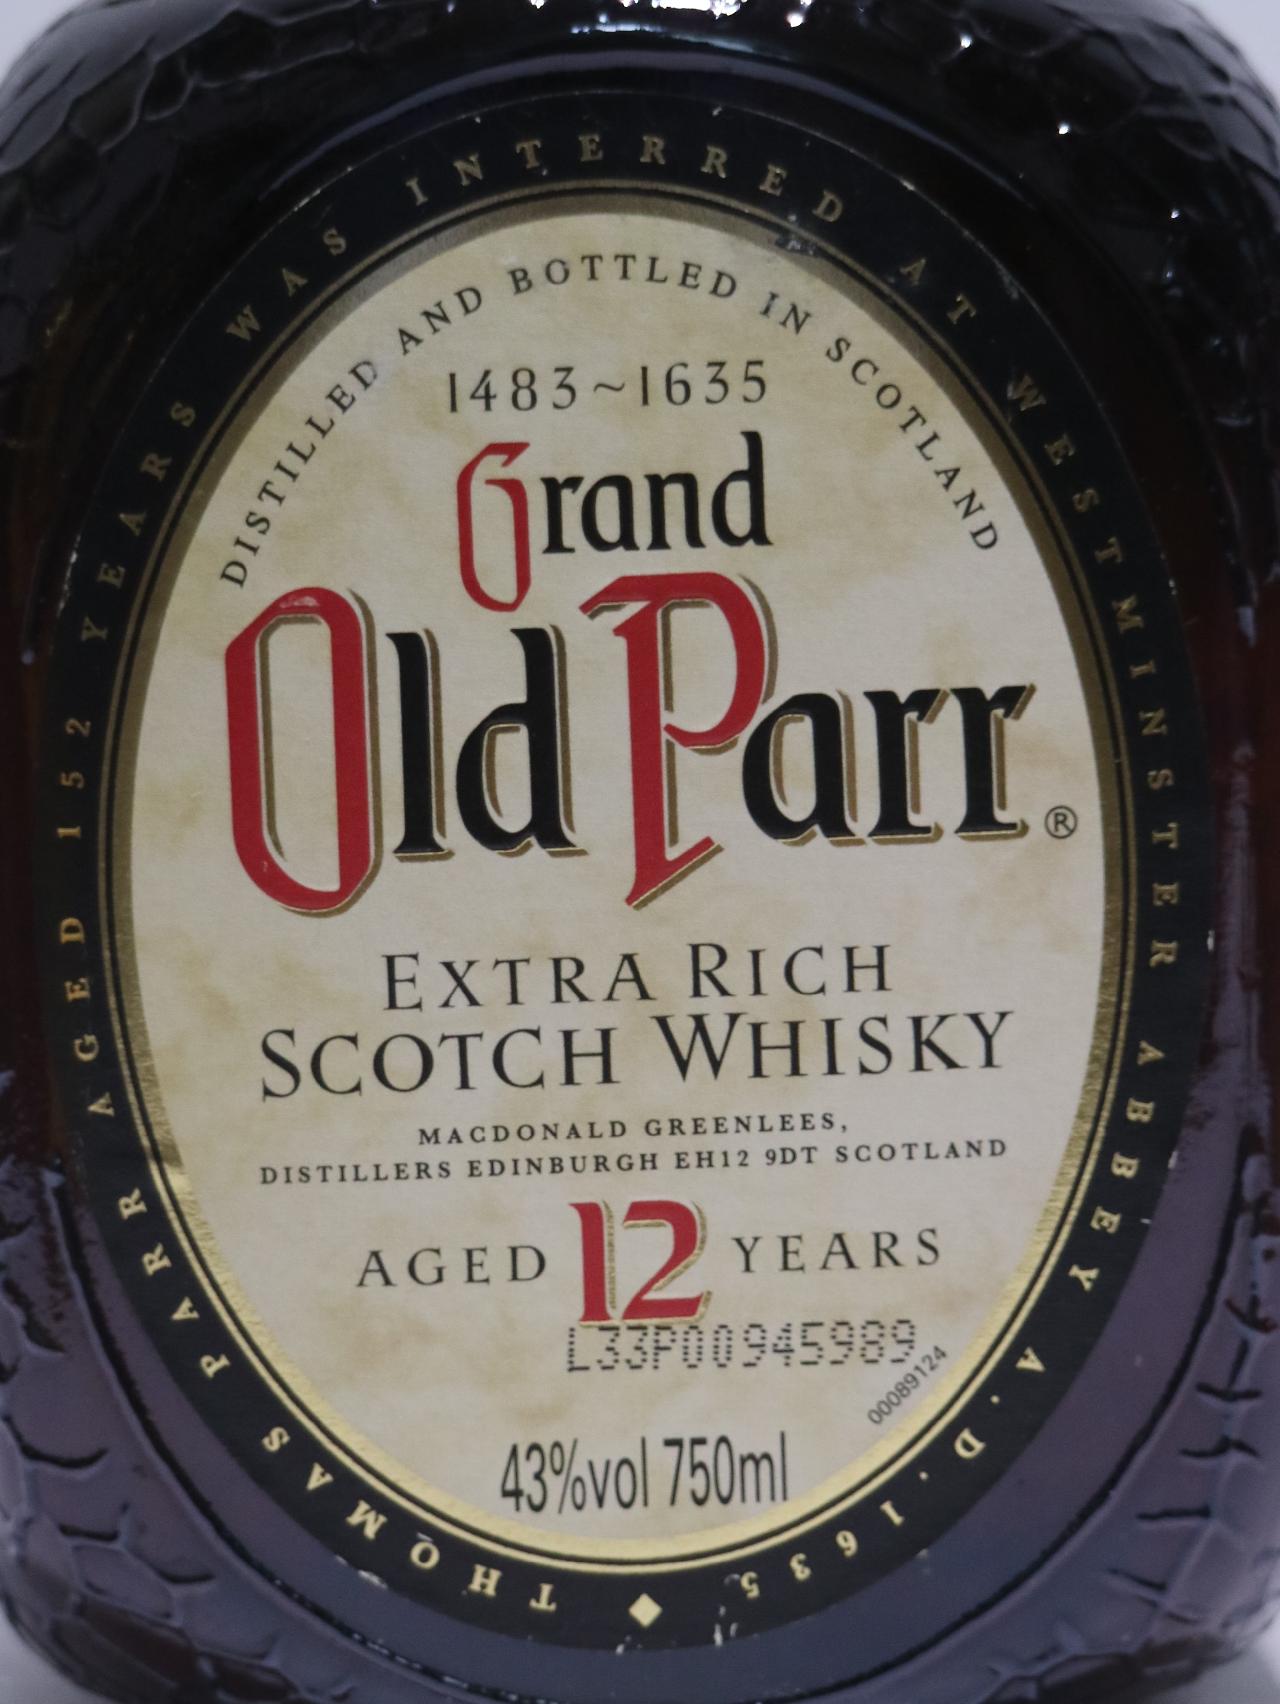 THOMAS PARR AGED 152 YEARS WAS INTERRED AT WESTMINSTER ABBEY A.D. 1635
DISTILLED AND BOTTLED IN SCOTLAND
1483~1635
Grand
Old Parr®
EXTRA RICH
SCOTCH WHISKY
MACDONALD GREENLEES,
DISTILLERS EDINBURGH EH12 9DT SCOTLAND
AGED 12 YEARS
L33P00945989
00089124
43%vol 750ml